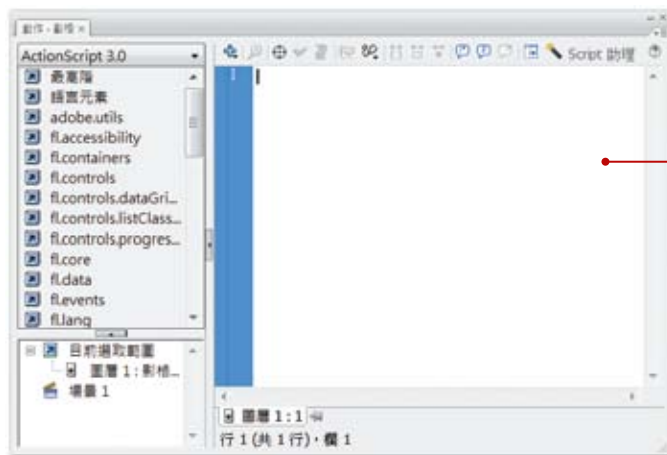 動作 - 影格 ×
ActionScript 3.0
最高階
語言元素
adobe.utils
fl.accessibility
fl.containers
fl.controls
fl.controls.dataGri...
fl.controls.listClass...
fl.controls.progres...
fl.core
fl.data
fl.events
fl.lang
目前選取範圍
圖層 1 : 影格...
場景 1
Script 助理
1
圖層 1 : 1
行 1 (共 1 行)，欄 1